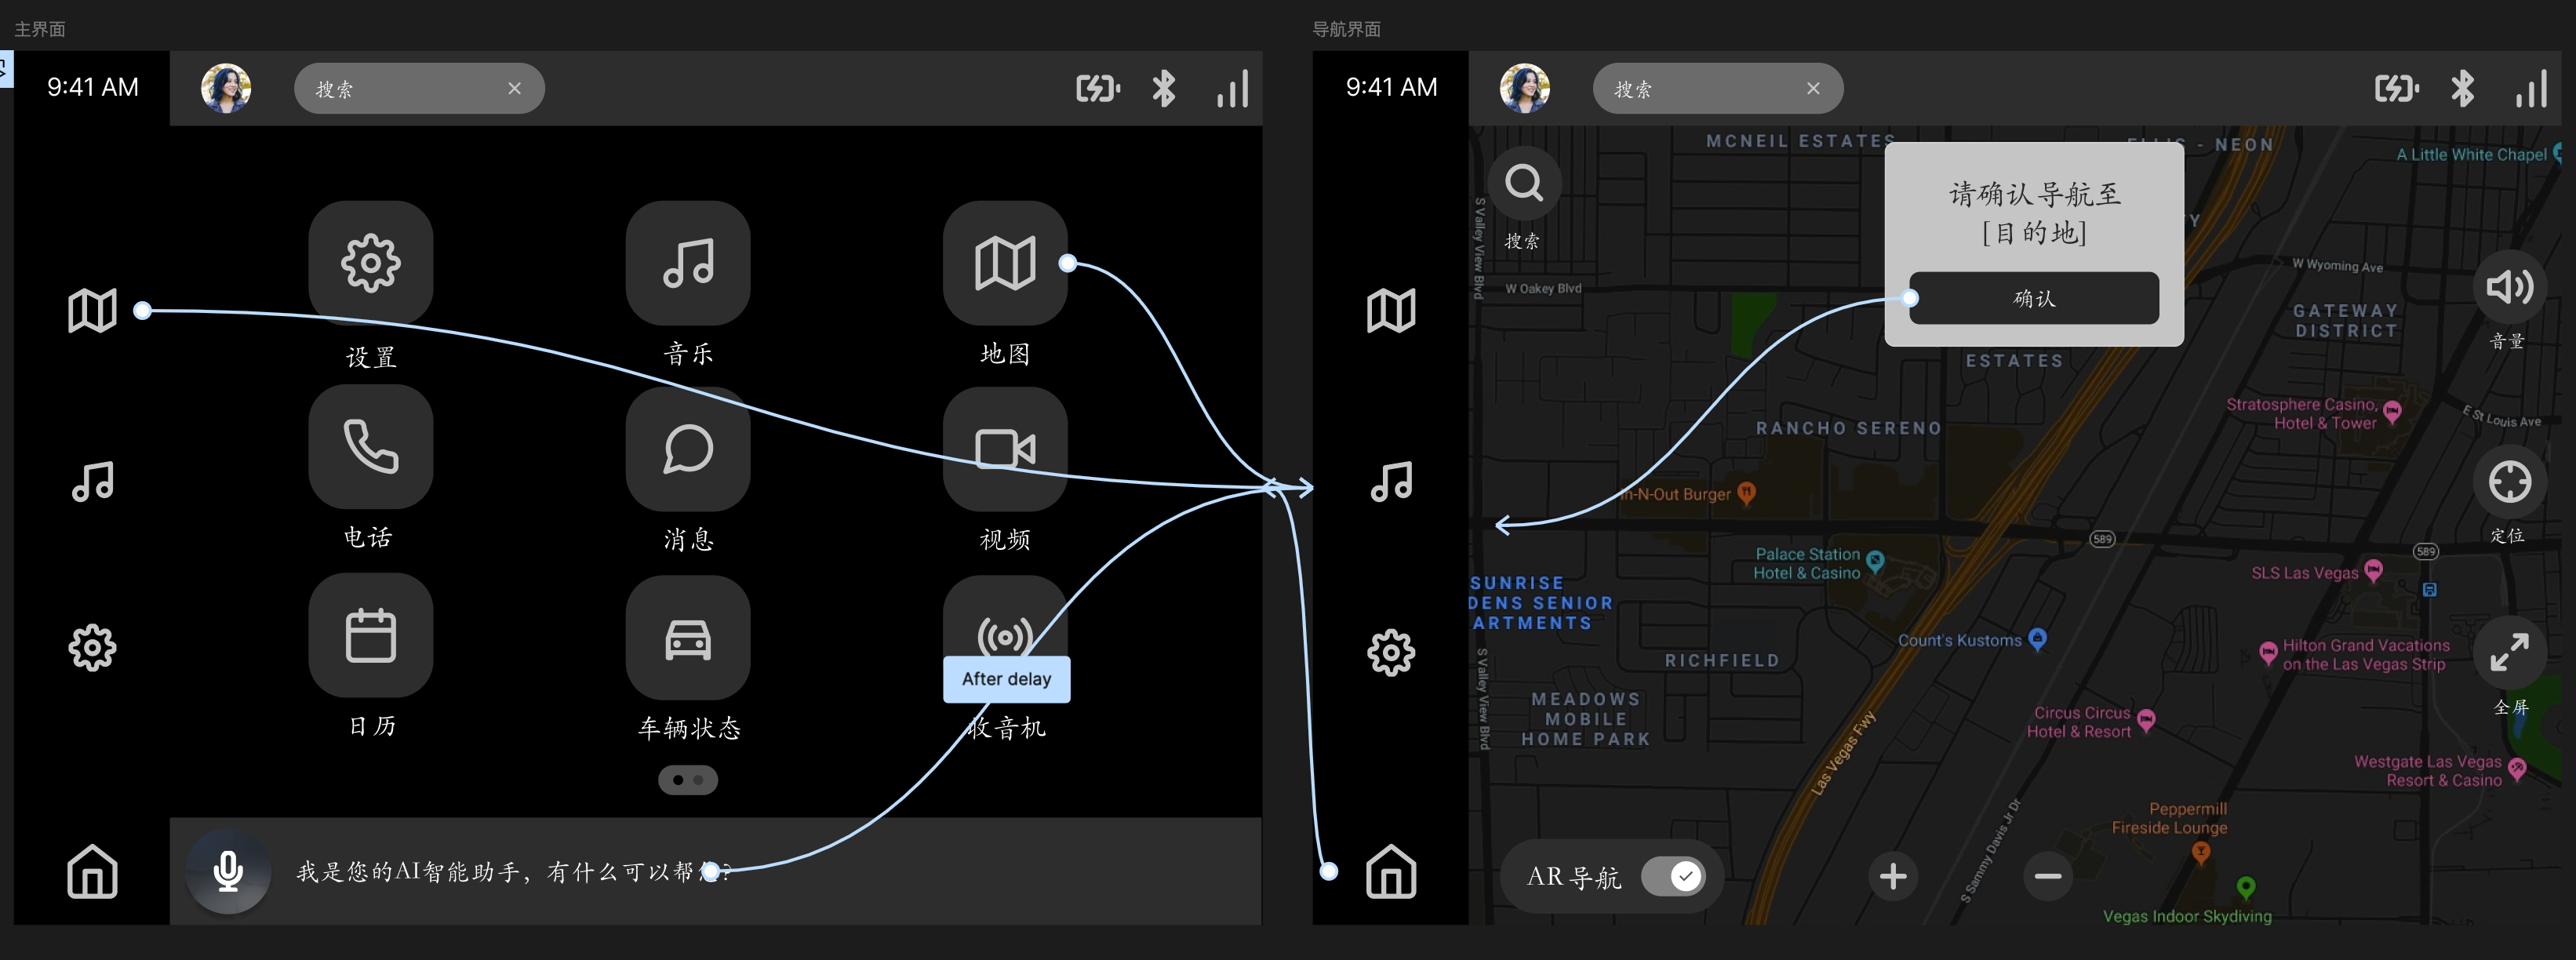 主界面
9:41 AM
搜索
设置
音乐
地图
电话
消息
视频
After delay
日历
车辆状态
收音机
我是您的AI智能助手，有什么可以帮您?
导航界面
9:41 AM
搜索
MCNEIL ESTATES
ELLIS - NEON
A Little White Chapel
请确认导航至
[目的地]
确认
搜索
S Valley View Blvd
W Oakey Blvd
W Wyoming Ave
GATEWAY
DISTRICT
音量
ESTATES
Stratosphere Casino,
Hotel & Tower
E St Louis Ave
RANCHO SERENO
In-N-Out Burger
定位
589
589
Palace Station
Hotel & Casino
SLS Las Vegas
SUNRISE
DENS SENIOR
ARTMENTS
Count's Kustoms
Hilton Grand Vacations
on the Las Vegas Strip
RICHFIELD
S Valley View Blvd
MEADOWS
MOBILE
HOME PARK
全屏
Circus Circus
Hotel & Resort
Las Vegas Fwy
Westgate Las Vegas
Resort & Casino
Peppermill
Fireside Lounge
S Sammy Davis Jr Dr
AR 导航
Vegas Indoor Skydiving